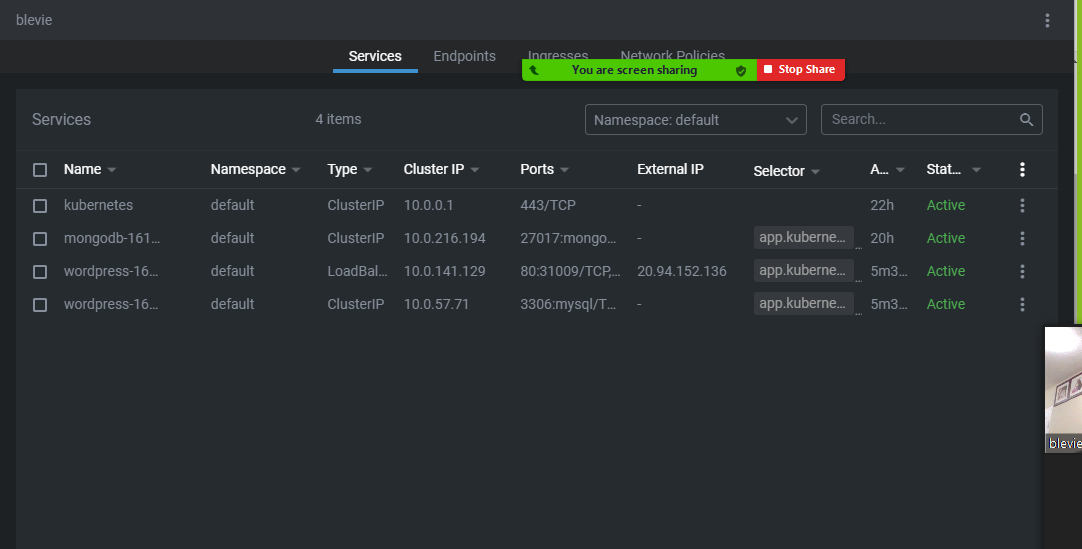 blevie
Services Endpoints Ingresses Network Policies
You are screen sharing Stop Share
Services 4 items Namespace: default Search...
Name Namespace Type Cluster IP Ports External IP Selector A... Stat...
kubernetes default ClusterIP 10.0.0.1 443/TCP - 22h Active
mongodb-161... default ClusterIP 10.0.216.194 27017:mongo... - app.kuberne... 20h Active
wordpress-16... default LoadBal... 10.0.141.129 80:31009/TCP,... 20.94.152.136 app.kuberne... 5m3... Active
wordpress-16... default ClusterIP 10.0.57.71 3306:mysql/T... - app.kuberne... 5m3... Active
blevie